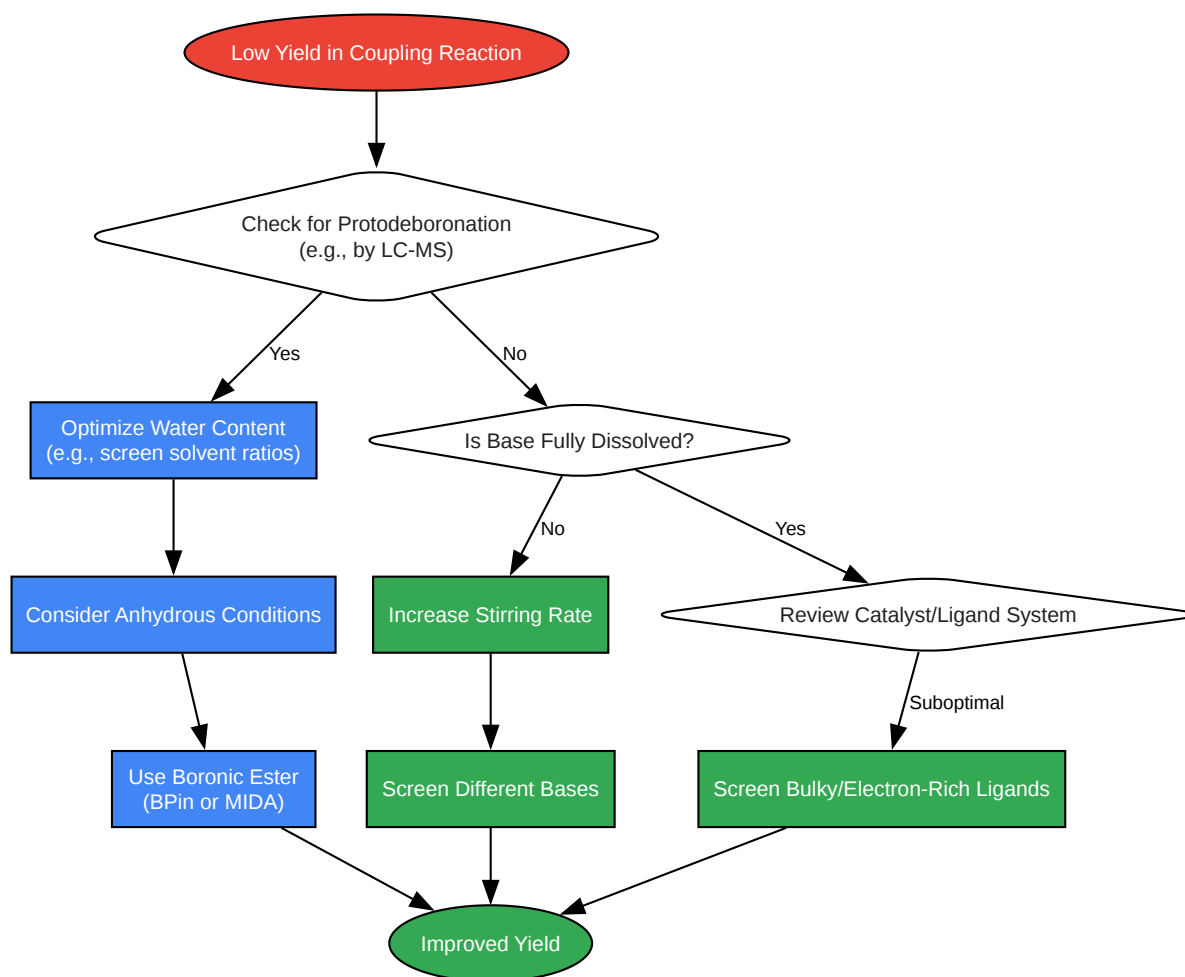 Low Yield in Coupling Reaction
Check for Protodeboronation
(e.g., by LC-MS)
Yes
No
Optimize Water Content
(e.g., screen solvent ratios)
Is Base Fully Dissolved?
No
Yes
Consider Anhydrous Conditions
Increase Stirring Rate
Review Catalyst/Ligand System
Suboptimal
Use Boronic Ester
(BPin or MIDA)
Screen Different Bases
Screen Bulky/Electron-Rich Ligands
Improved Yield